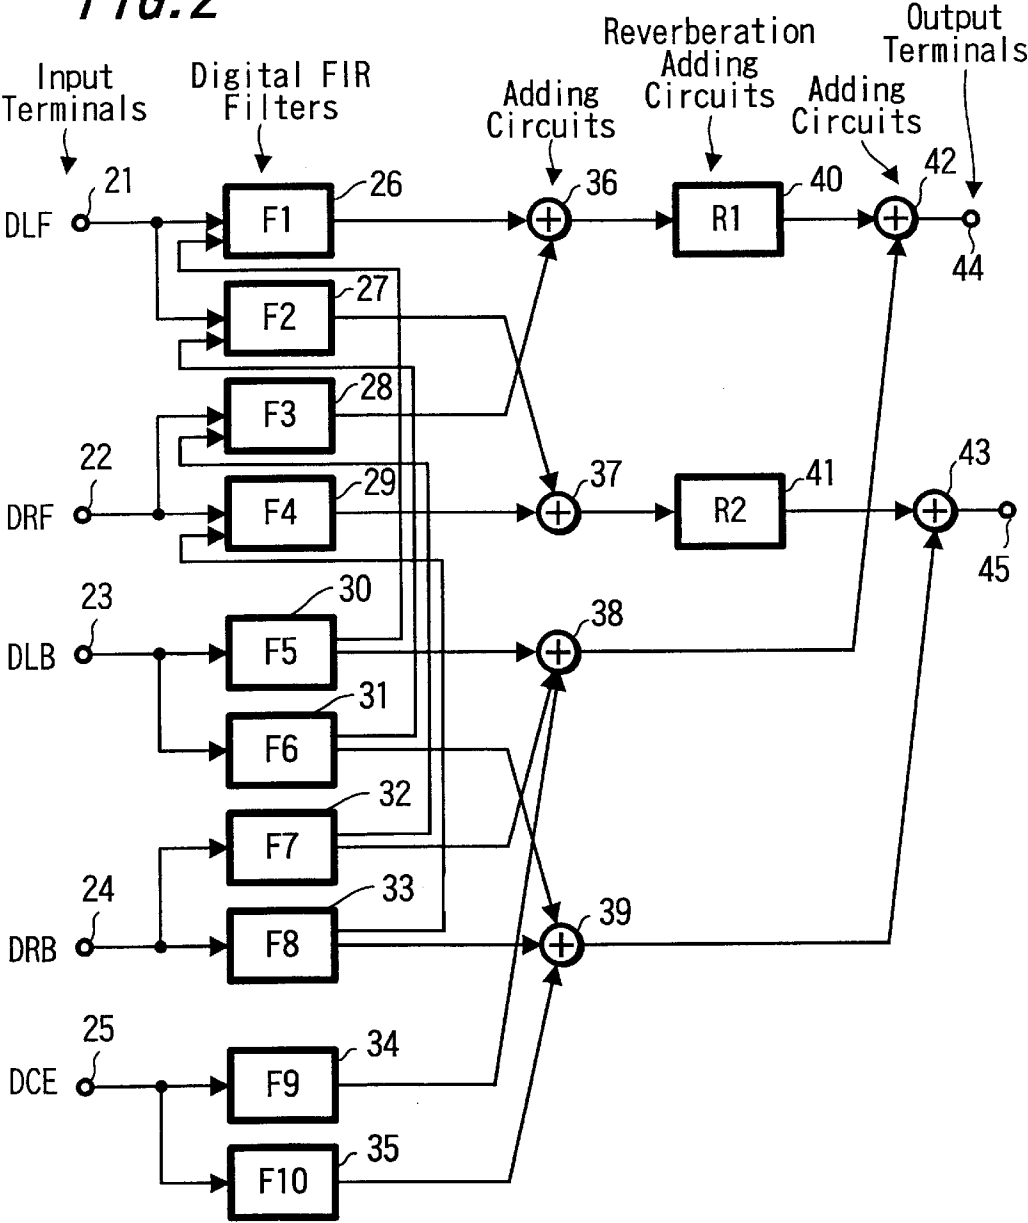 FIG.2
Input
Terminals
Digital FIR
Filters
Adding
Circuits
Reverberation
Adding
Circuits
Adding
Circuits
Output
Terminals
DLF
21
F1
26
36
R1
40
42
44
F2
27
F3
28
DRF
22
F4
29
37
R2
41
43
45
DLB
23
F5
30
38
F6
31
F7
32
DRB
24
F8
33
39
DCE
25
F9
34
F10
35